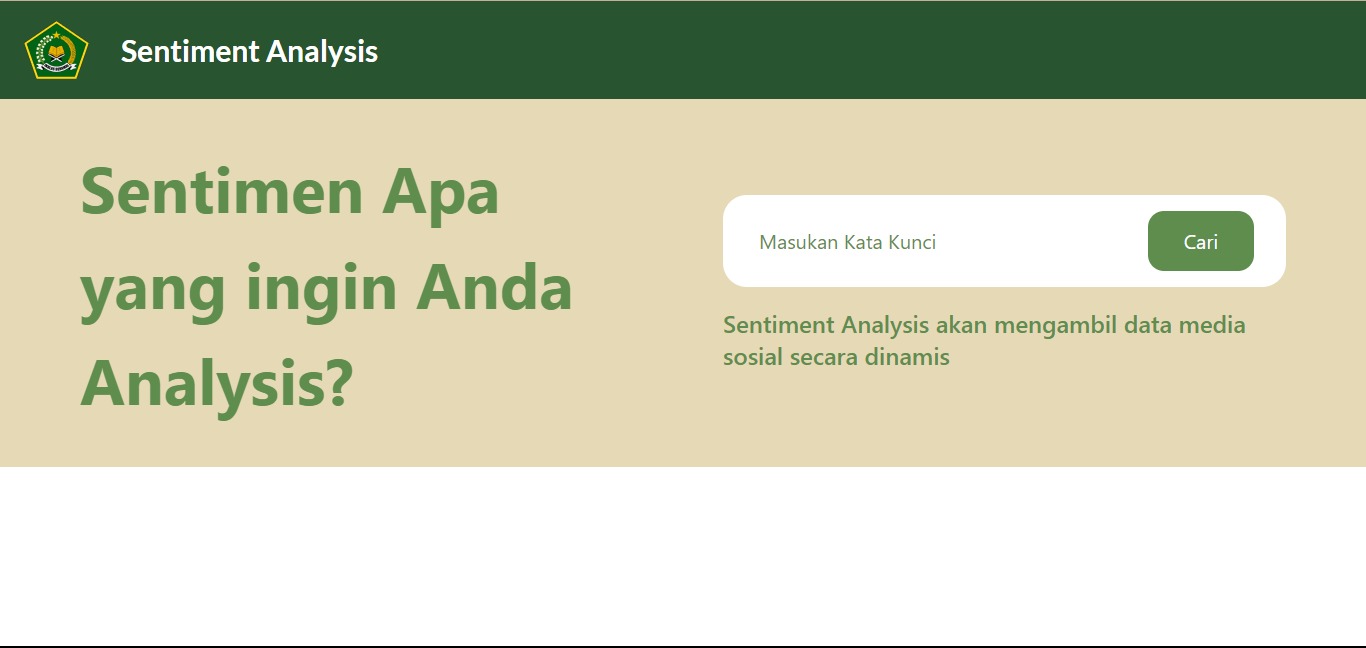 Sentiment Analysis
Sentimen Apa
yang ingin Anda
Analysis?
Masukan Kata Kunci
Cari
Sentiment Analysis akan mengambil data media
sosial secara dinamis